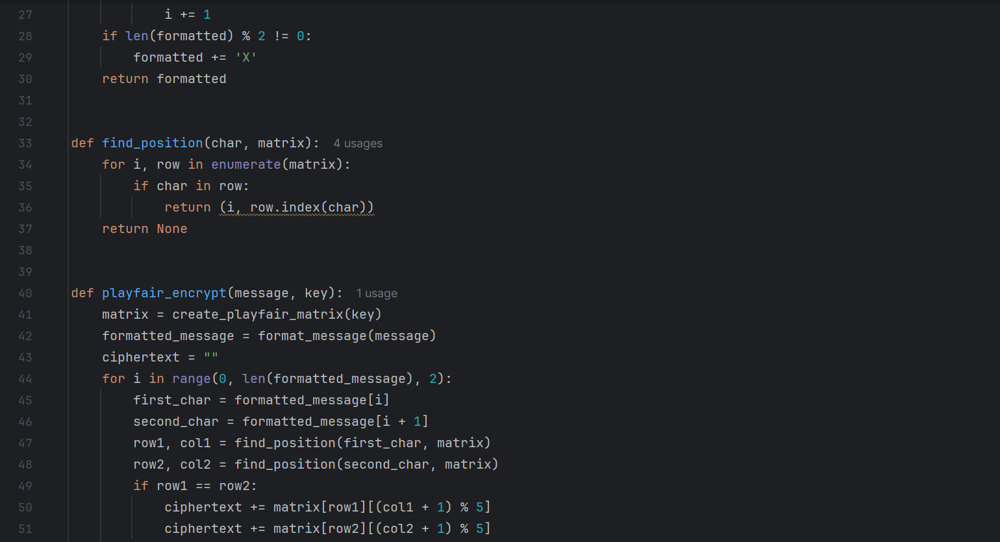 27                 i += 1
28         if len(formatted) % 2 != 0:
29             formatted += 'X'
30         return formatted
31
32
33     def find_position(char, matrix):  4 usages
34         for i, row in enumerate(matrix):
35             if char in row:
36                 return (i, row.index(char))
37         return None
38
39
40     def playfair_encrypt(message, key):  1 usage
41         matrix = create_playfair_matrix(key)
42         formatted_message = format_message(message)
43         ciphertext = ""
44         for i in range(0, len(formatted_message), 2):
45             first_char = formatted_message[i]
46             second_char = formatted_message[i + 1]
47             row1, col1 = find_position(first_char, matrix)
48             row2, col2 = find_position(second_char, matrix)
49             if row1 == row2:
50                 ciphertext += matrix[row1][(col1 + 1) % 5]
51                 ciphertext += matrix[row2][(col2 + 1) % 5]